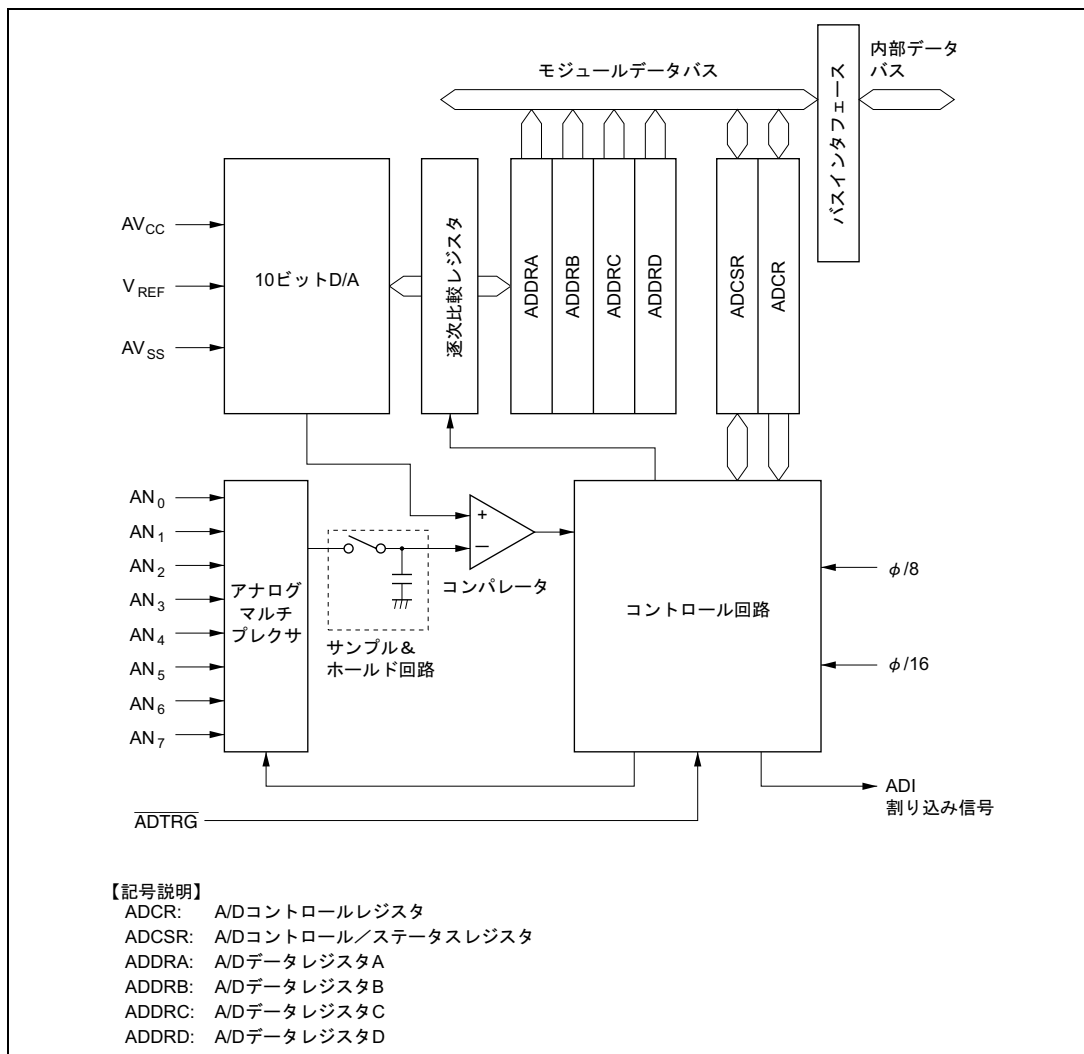 モジュールデータバス
バスインタフェース
内部データ
バス
AVCC
VREF
AVSS
10ビットD/A
逐次比較レジスタ
ADDRA
ADDRB
ADDRC
ADDRD
ADCSR
ADCR
AN0
AN1
AN2
AN3
AN4
AN5
AN6
AN7
アナログ
マルチ
プレクサ
+
−
コンパレータ
サンプル&
ホールド回路
コントロール回路
φ/8
φ/16
ADTRG
ADI
割り込み信号
【記号説明】
ADCR: A/Dコントロールレジスタ
ADCSR: A/Dコントロール／ステータスレジスタ
ADDRA: A/DデータレジスタA
ADDRB: A/DデータレジスタB
ADDRC: A/DデータレジスタC
ADDRD: A/DデータレジスタD